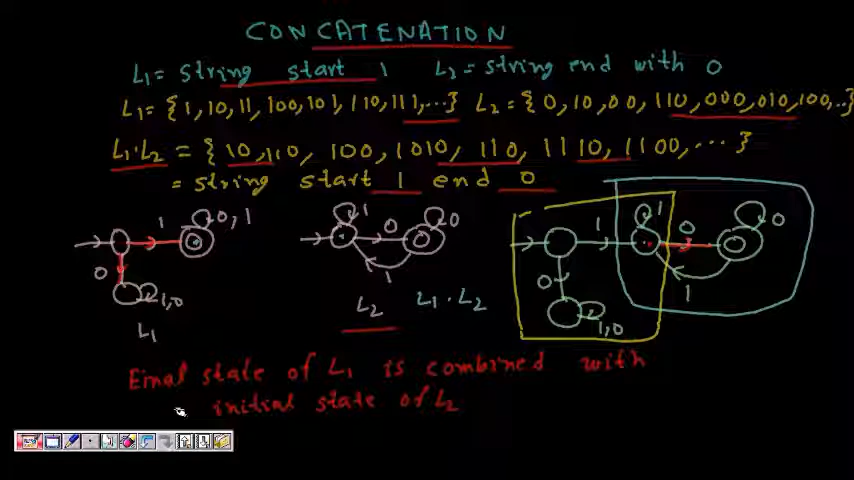 CONCATENATION
L1 = string start 1 L2 = string end with 0
L1 = {1, 10, 11, 100, 101, 110, 111, ...} L2 = {0, 10, 00, 110, 000, 010, 100, ..}
L1.L2 = {10, 110, 100, 1010, 110, 1110, 1100, ...}
= string start 1 end 0
1 0,1 1 0 0 1 1 0 0
0 1 0 1
1,0 L2 L1.L2 1,0
L1
Final state of L1 is combined with
initial state of L2